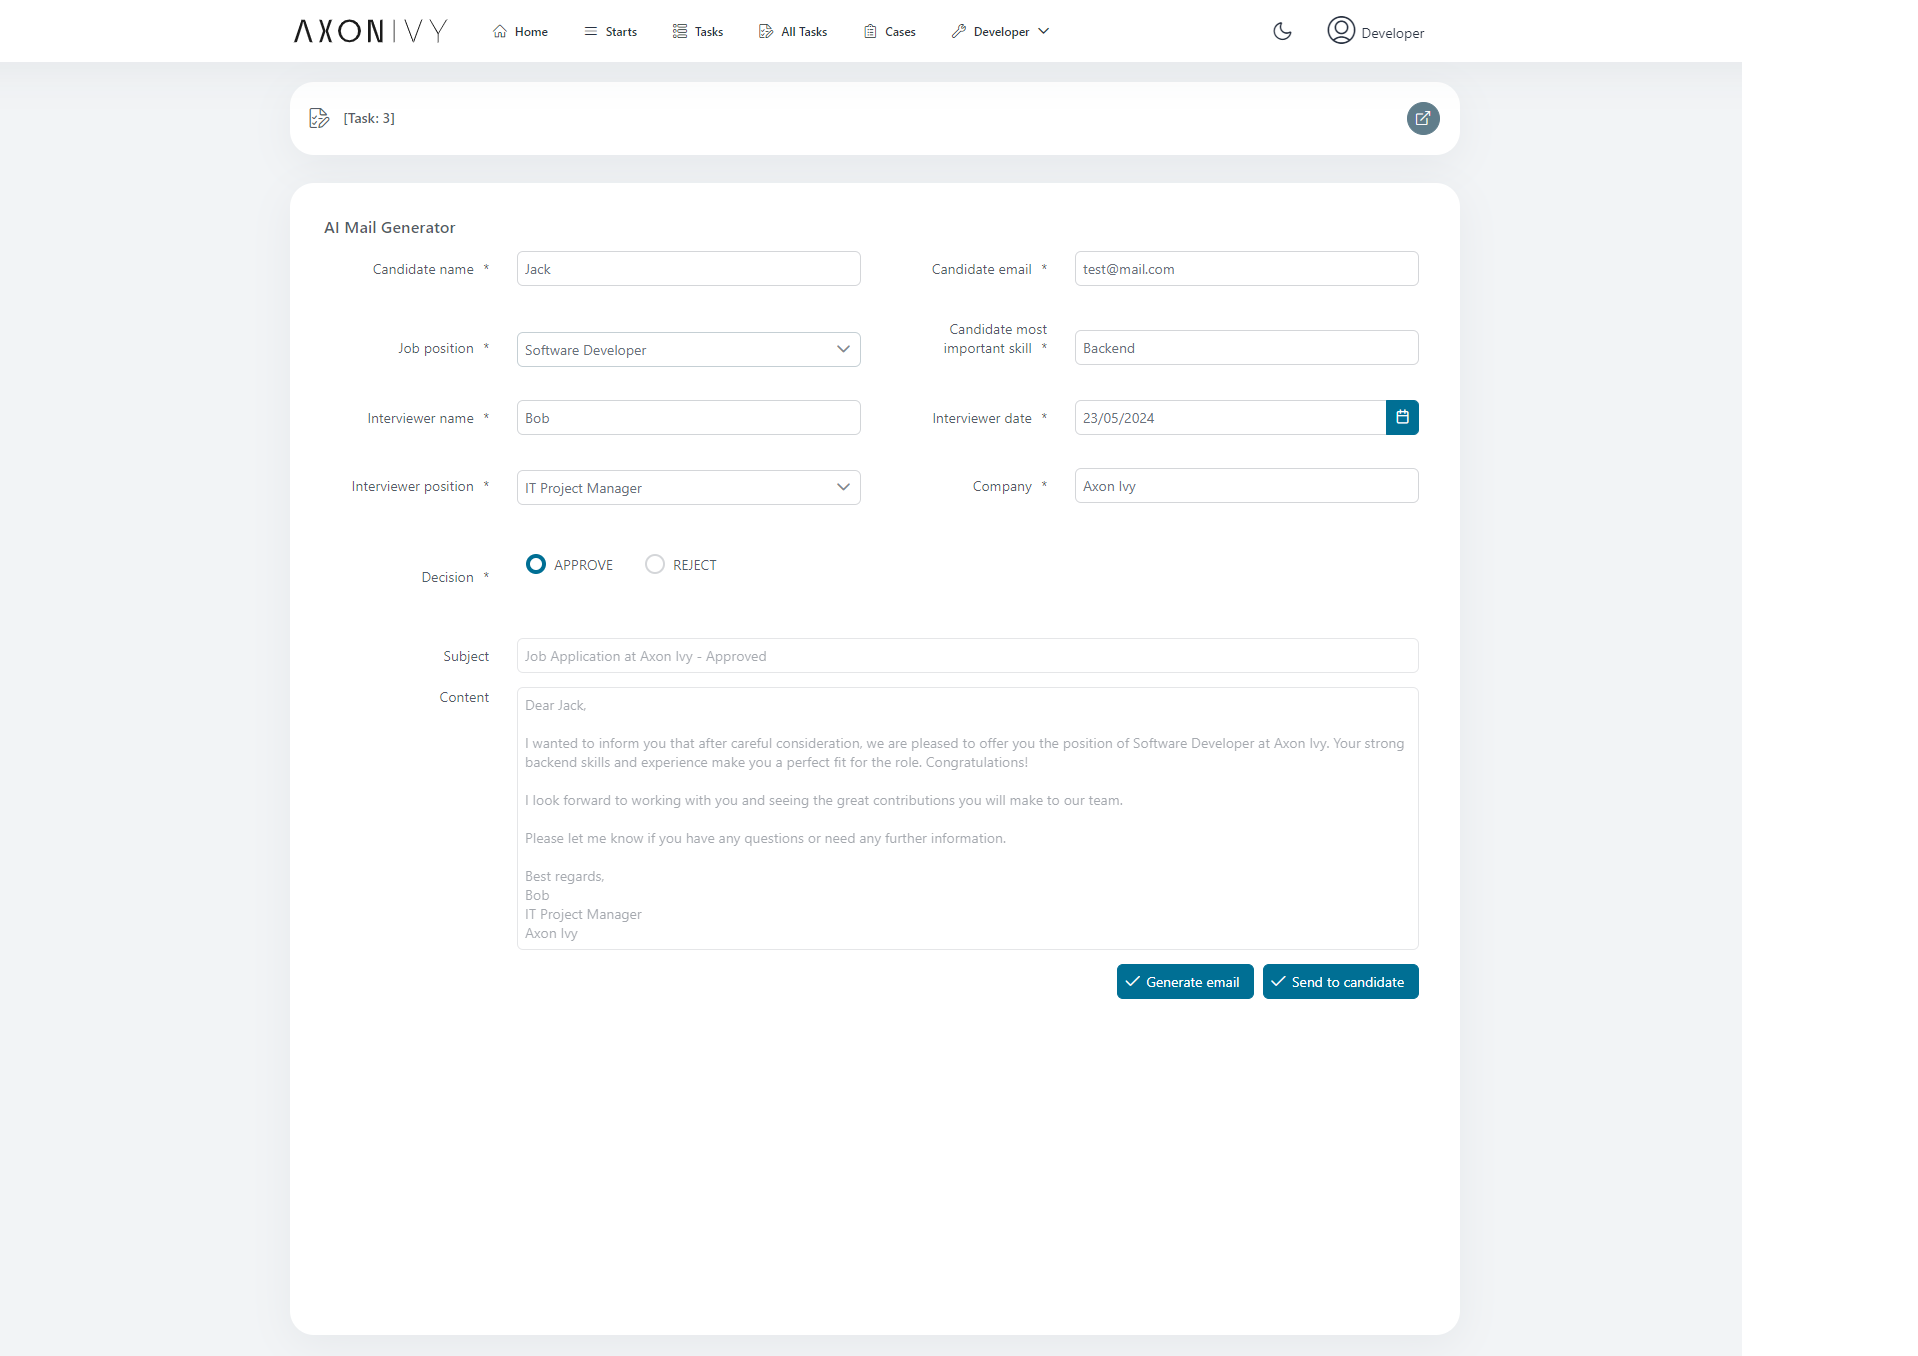 AXONIVY
Home Starts Tasks All Tasks Cases Developer Developer
[Task: 3]
AI Mail Generator
Candidate name * Jack
Candidate email * test@mail.com
Job position * Software Developer
Candidate most
important skill * Backend
Interviewer name * Bob
Interviewer date * 23/05/2024
Interviewer position * IT Project Manager
Company * Axon Ivy
Decision * APPROVE REJECT
Subject Job Application at Axon Ivy - Approved
Content
Dear Jack,
I wanted to inform you that after careful consideration, we are pleased to offer you the position of Software Developer at Axon Ivy. Your strong
backend skills and experience make you a perfect fit for the role. Congratulations!
I look forward to working with you and seeing the great contributions you will make to our team.
Please let me know if you have any questions or need any further information.
Best regards,
Bob
IT Project Manager
Axon Ivy
Generate email Send to candidate